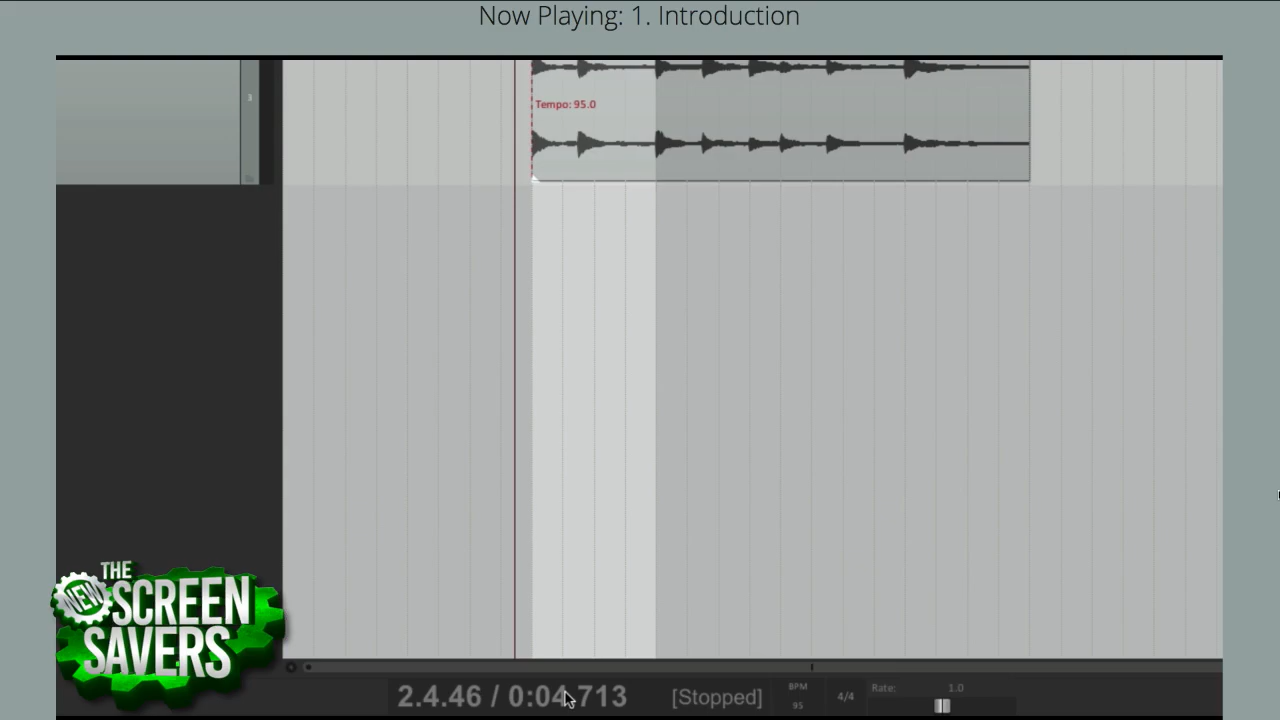 Now Playing: 1. Introduction
Tempo: 95.0
THE
NEW
SCREEN
SAVERS
2.4.46 / 0:04.713
[Stopped]
BPM
95
4/4
Rate:
1.0